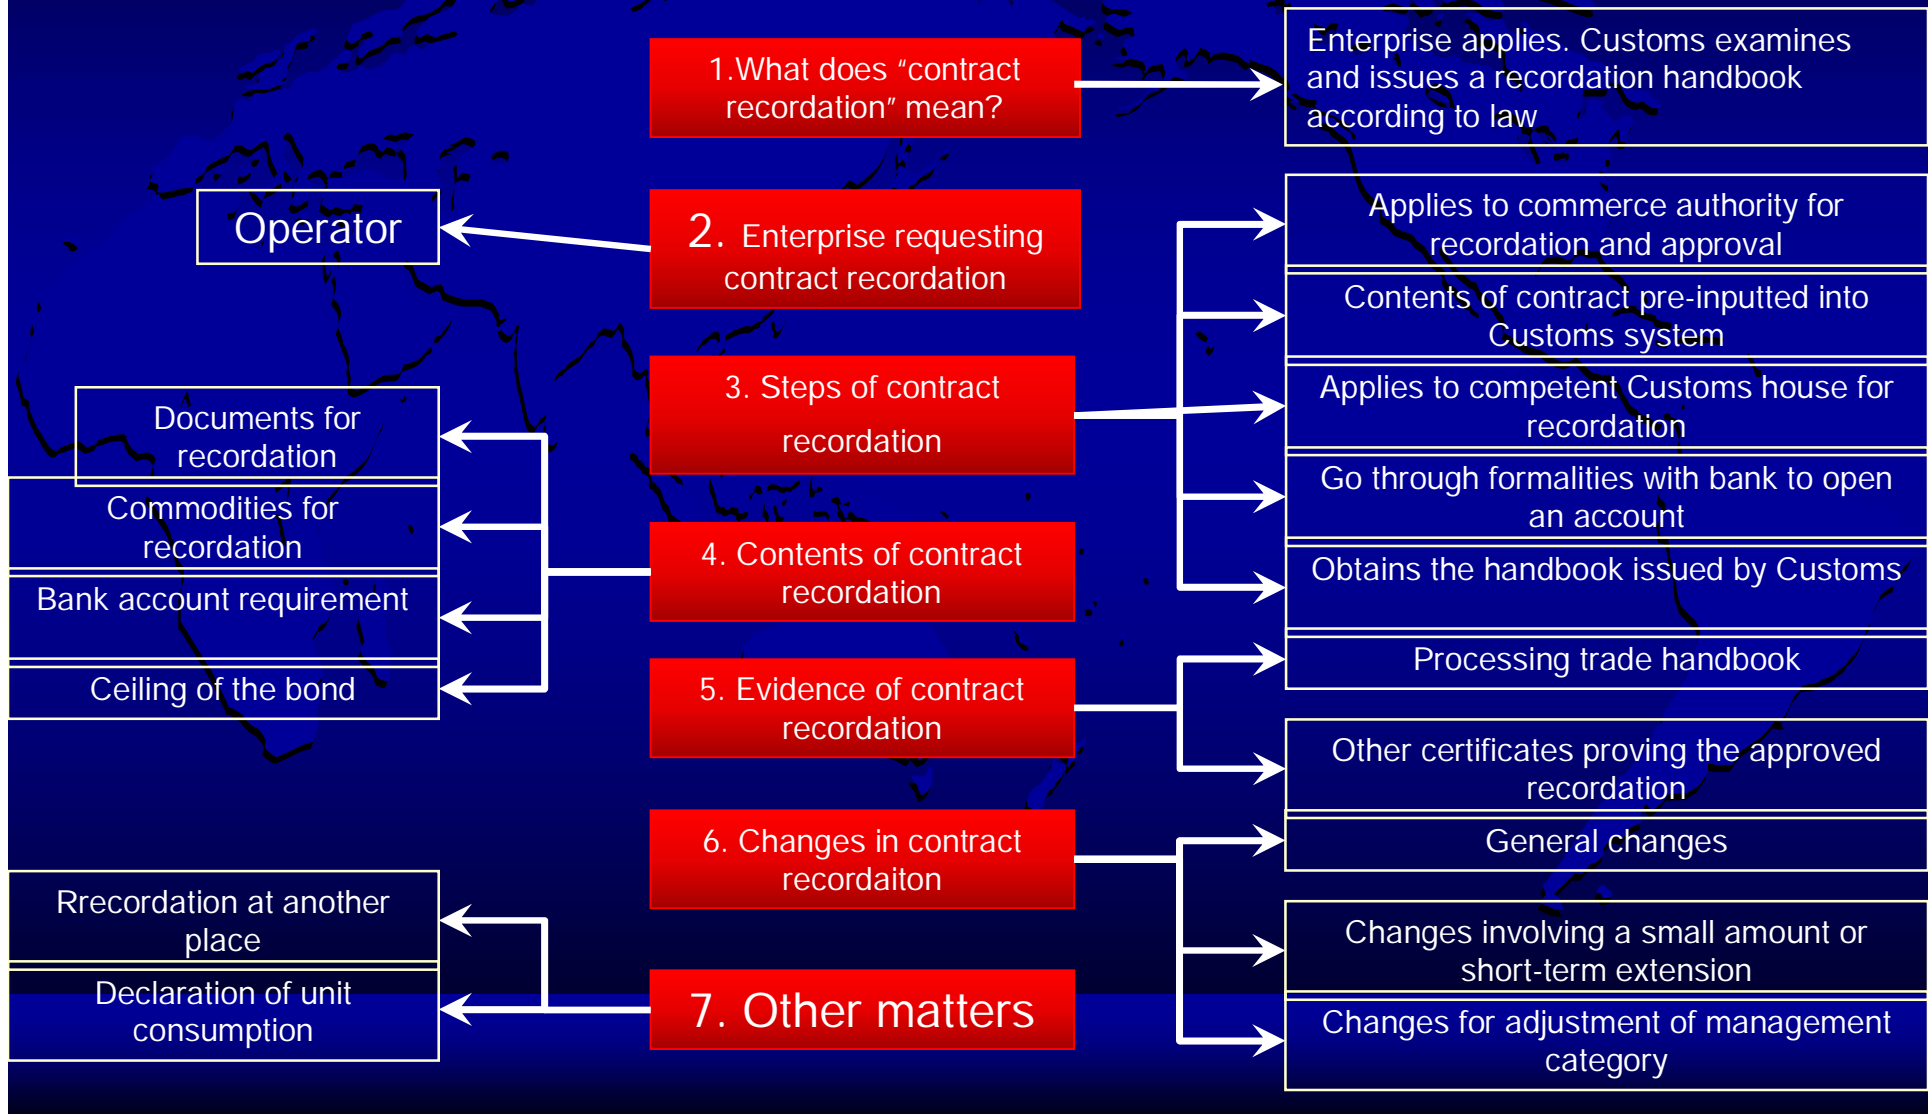 1.What does “contract
recordation” mean?
Enterprise applies. Customs examines
and issues a recordation handbook
according to law
2. Enterprise requesting
contract recordation
Operator
3. Steps of contract
recordation
Applies to commerce authority for
recordation and approval
Contents of contract pre-inputted into
Customs system
Applies to competent Customs house for
recordation
Go through formalities with bank to open
an account
Obtains the handbook issued by Customs
4. Contents of contract
recordation
Documents for
recordation
Commodities for
recordation
Bank account requirement
Ceiling of the bond
5. Evidence of contract
recordation
Processing trade handbook
Other certificates proving the approved
recordation
6. Changes in contract
recordaiton
General changes
Changes involving a small amount or
short-term extension
Changes for adjustment of management
category
7. Other matters
Rrecordation at another
place
Declaration of unit
consumption